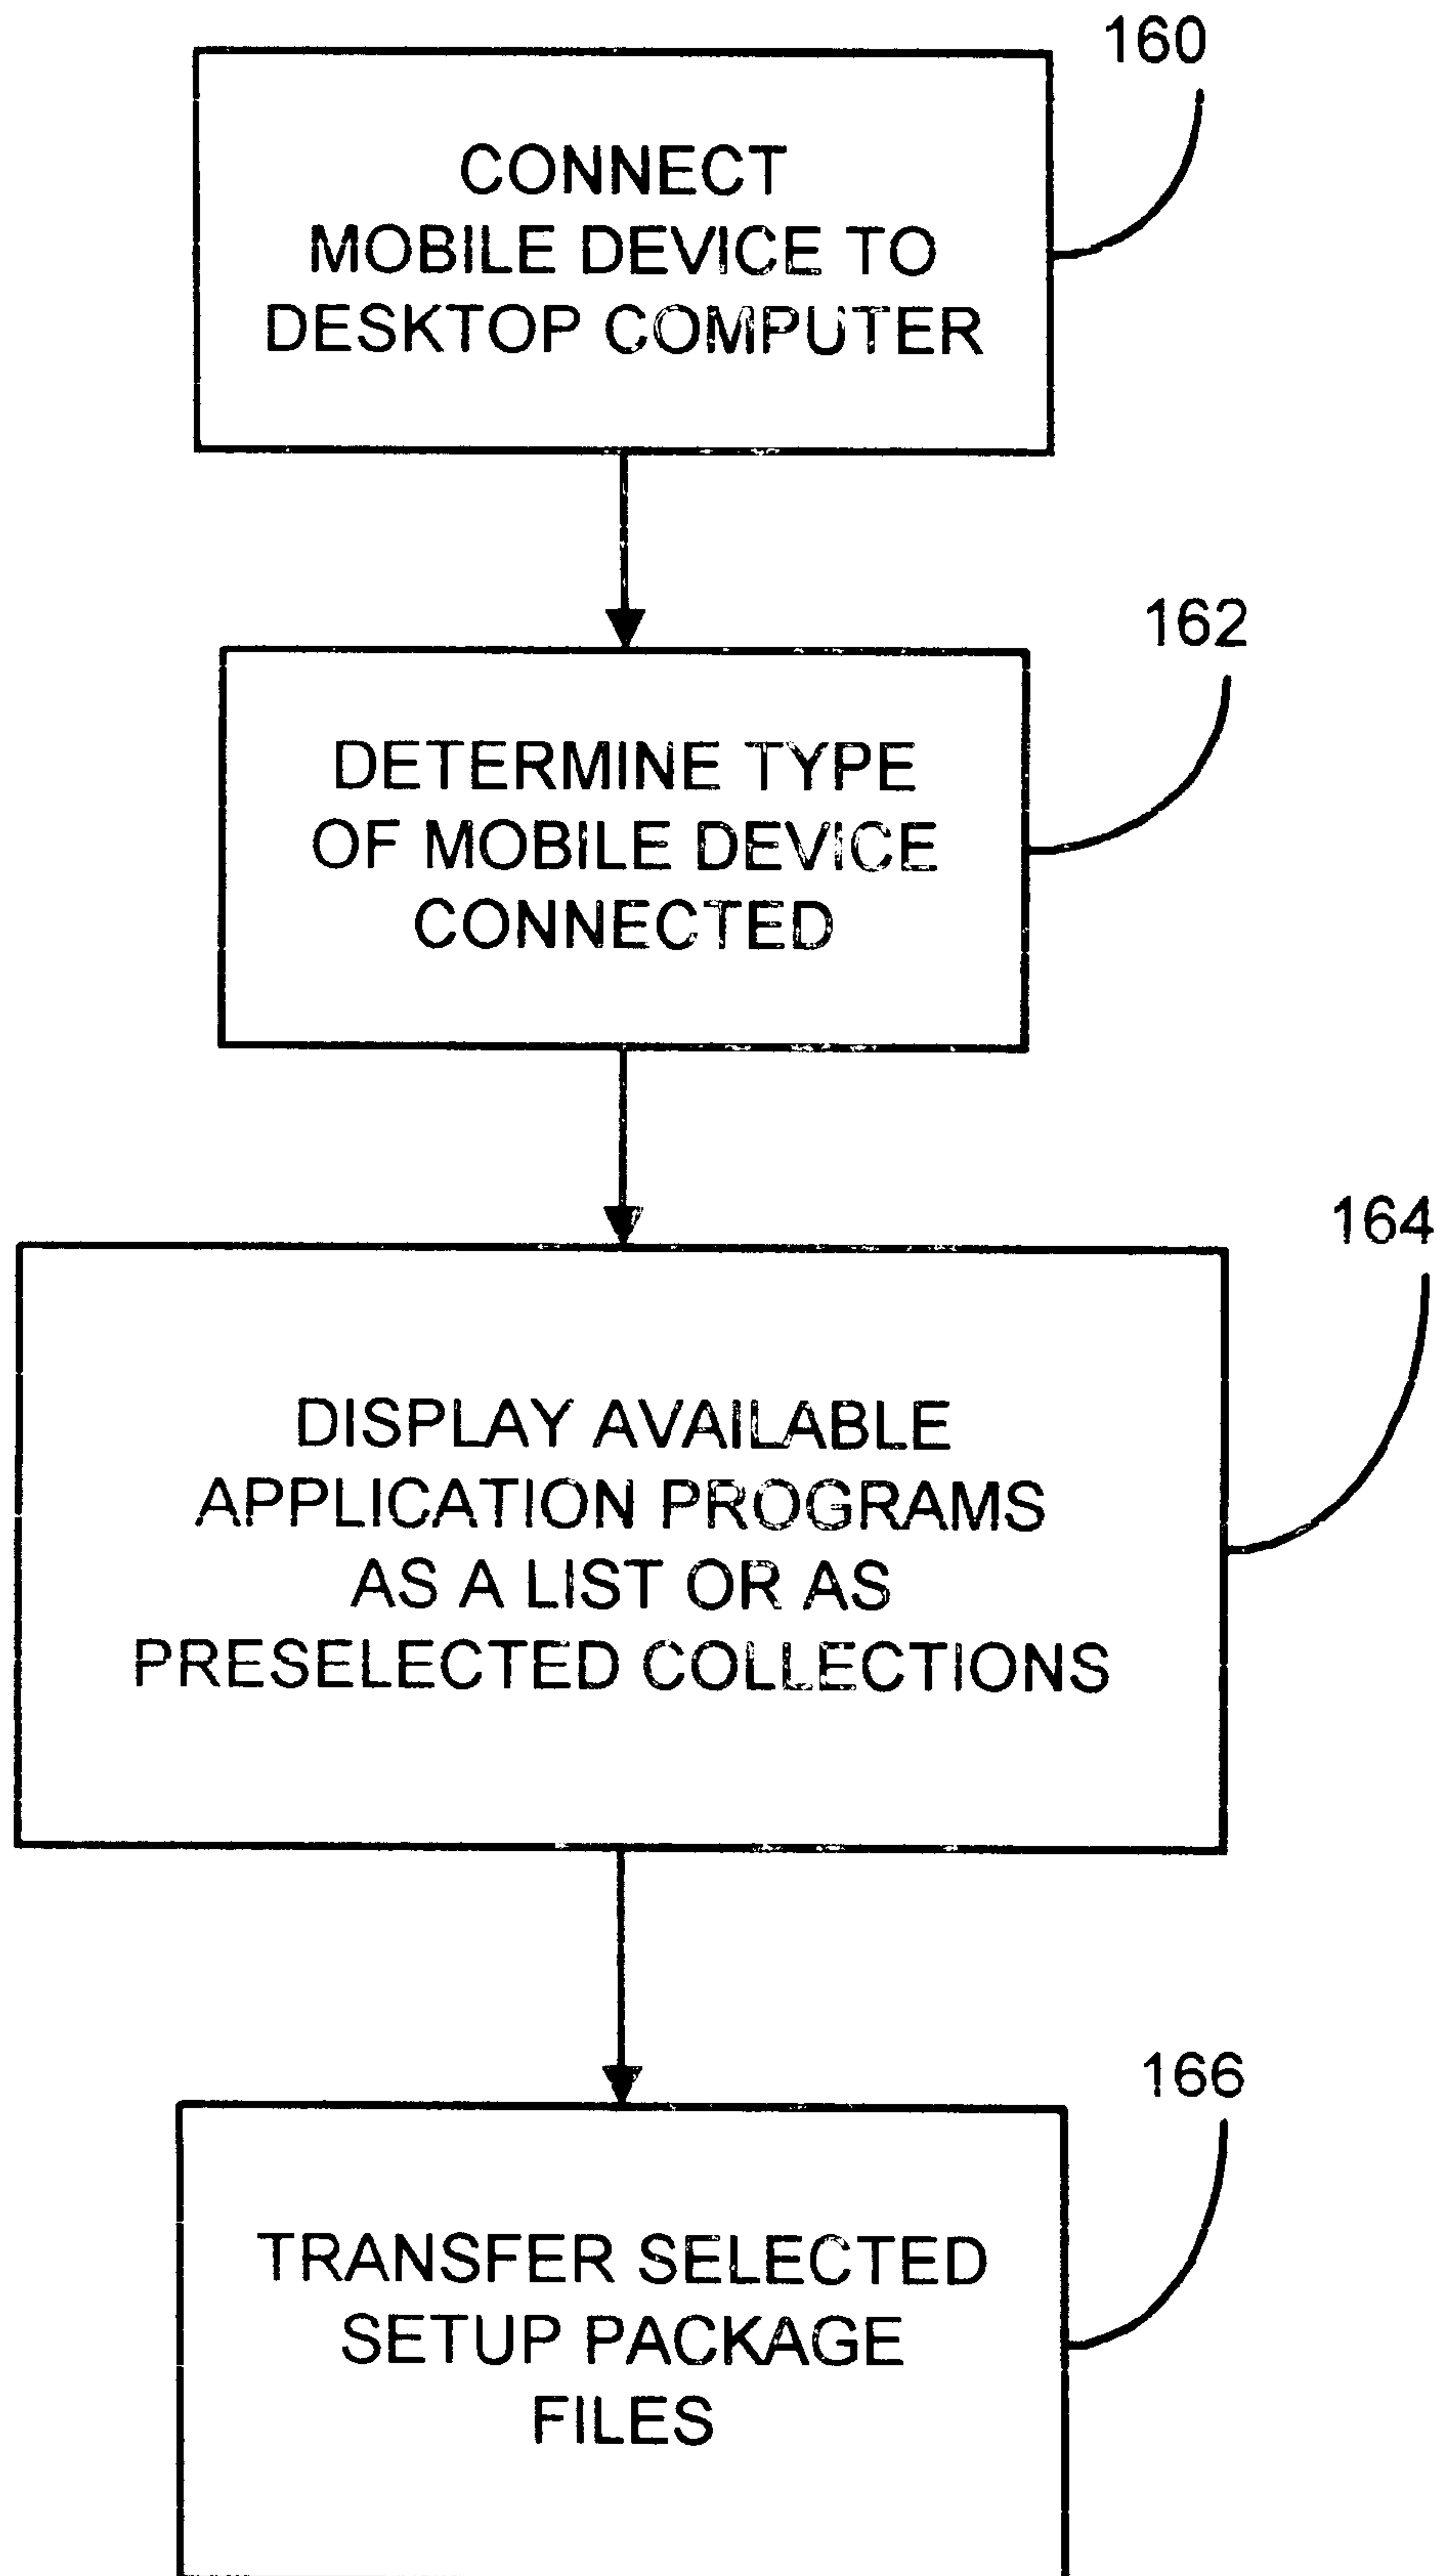 160
CONNECT
MOBILE DEVICE TO
DESKTOP COMPUTER
162
DETERMINE TYPE
OF MOBILE DEVICE
CONNECTED
164
DISPLAY AVAILABLE
APPLICATION PROGRAMS
AS A LIST OR AS
PRESELECTED COLLECTIONS
166
TRANSFER SELECTED
SETUP PACKAGE
FILES